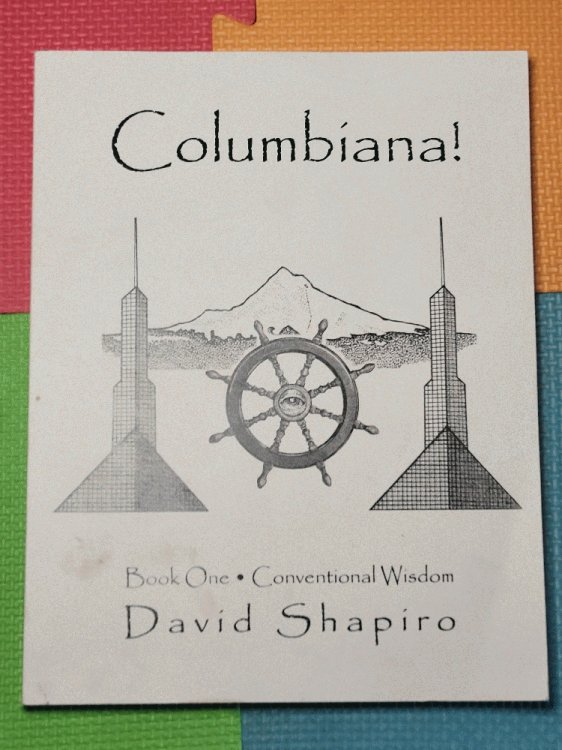 Columbiana!
Book One • Conventional Wisdom
David Shapiro